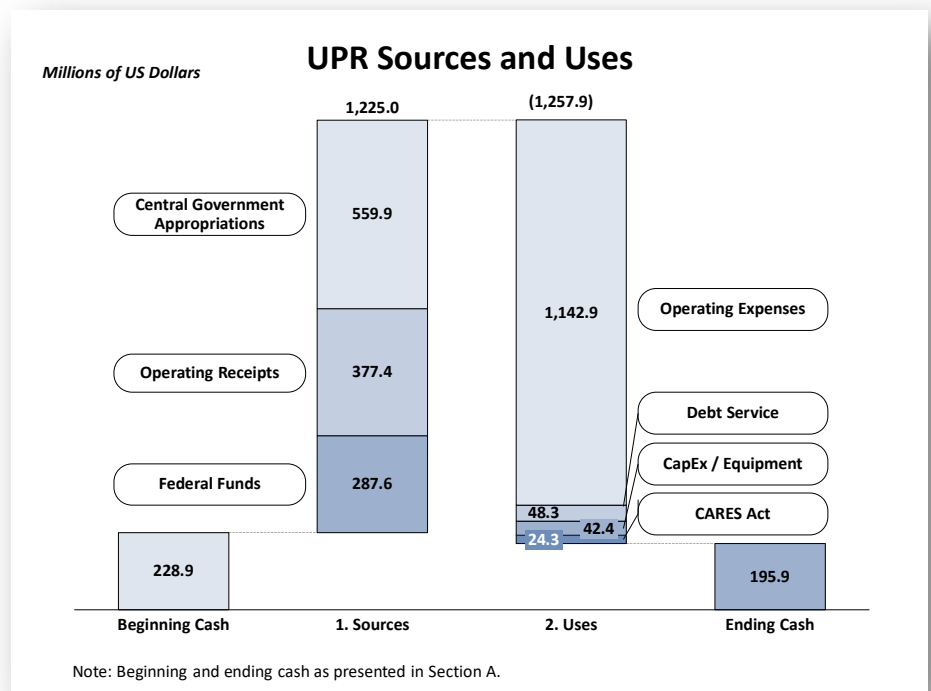 UPR Sources and Uses
Millions of US Dollars
1,225.0
(1,257.9)
Central Government
Appropriations
559.9
1,142.9
Operating Expenses
Operating Receipts
377.4
Debt Service
CapEx / Equipment
Federal Funds
287.6
48.3
42.4
CARES Act
24.3
228.9
195.9
Beginning Cash
1. Sources
2. Uses
Ending Cash
Note: Beginning and ending cash as presented in Section A.